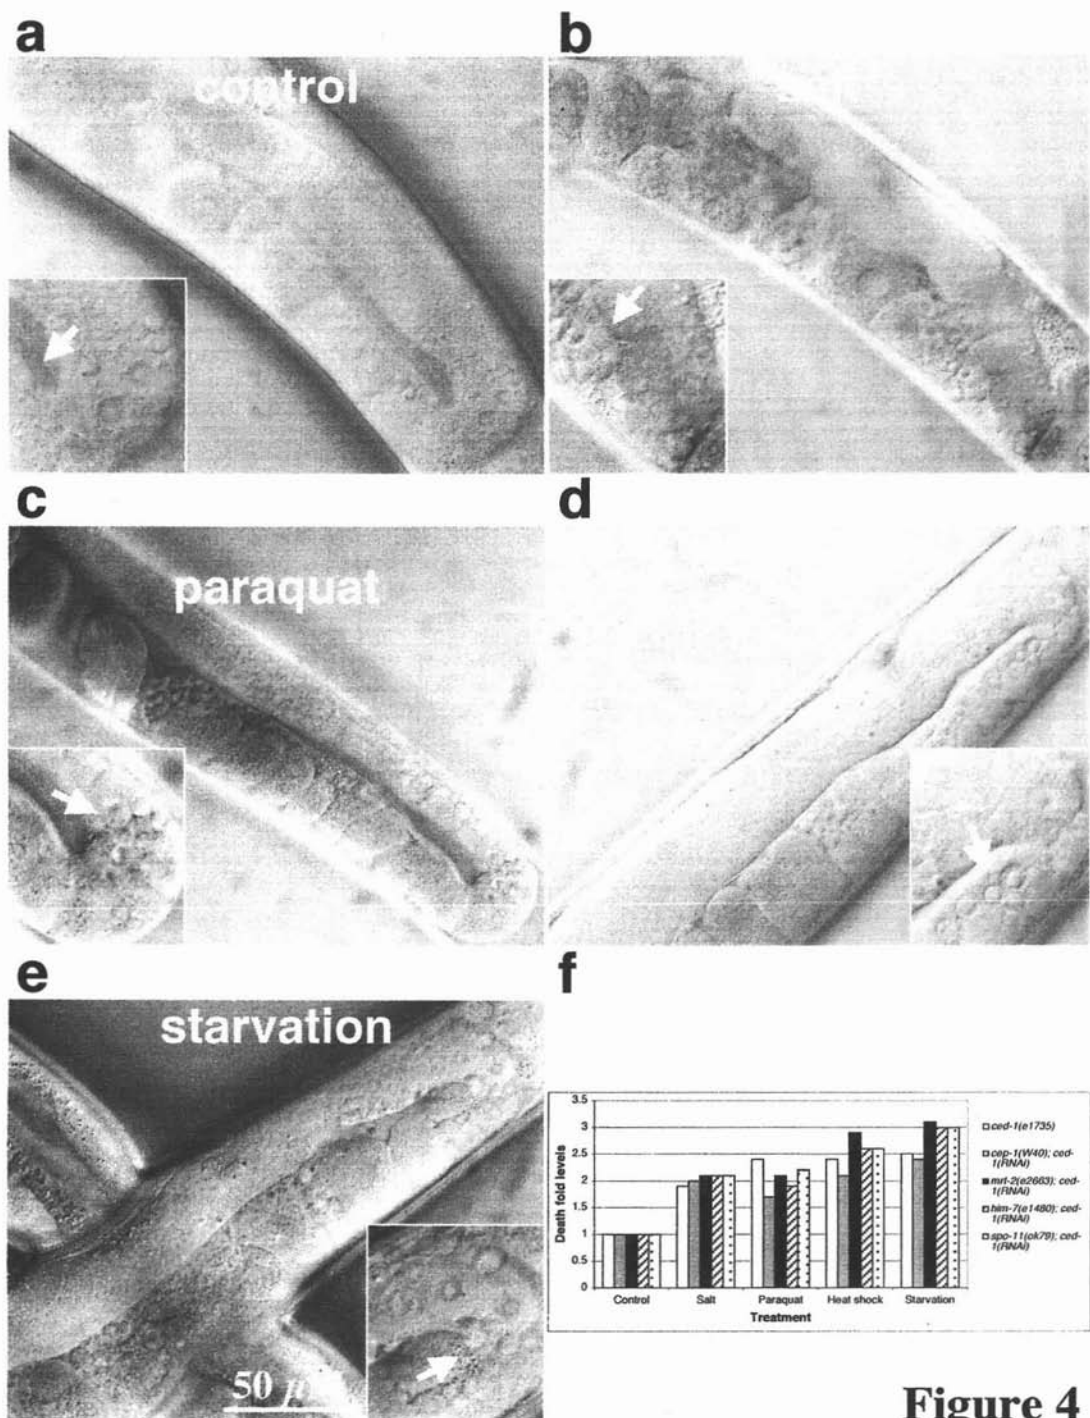 a
b
control
c
d
paraquat
e
f
starvation
50
3.5
3
2.5
2
1.5
1
0.5
0
Death fold levels
Control
Salt
Paraquat
Heat shock
Starvation
Treatment
ced-1(e1735)
cep-1(W40); ced-
1(RNAi)
mrt-2(e2663); ced-
1(RNAi)
him-7(e1480); ced-
1(RNAi)
spo-11(ok79); ced-
1(RNAi)
Figure 4